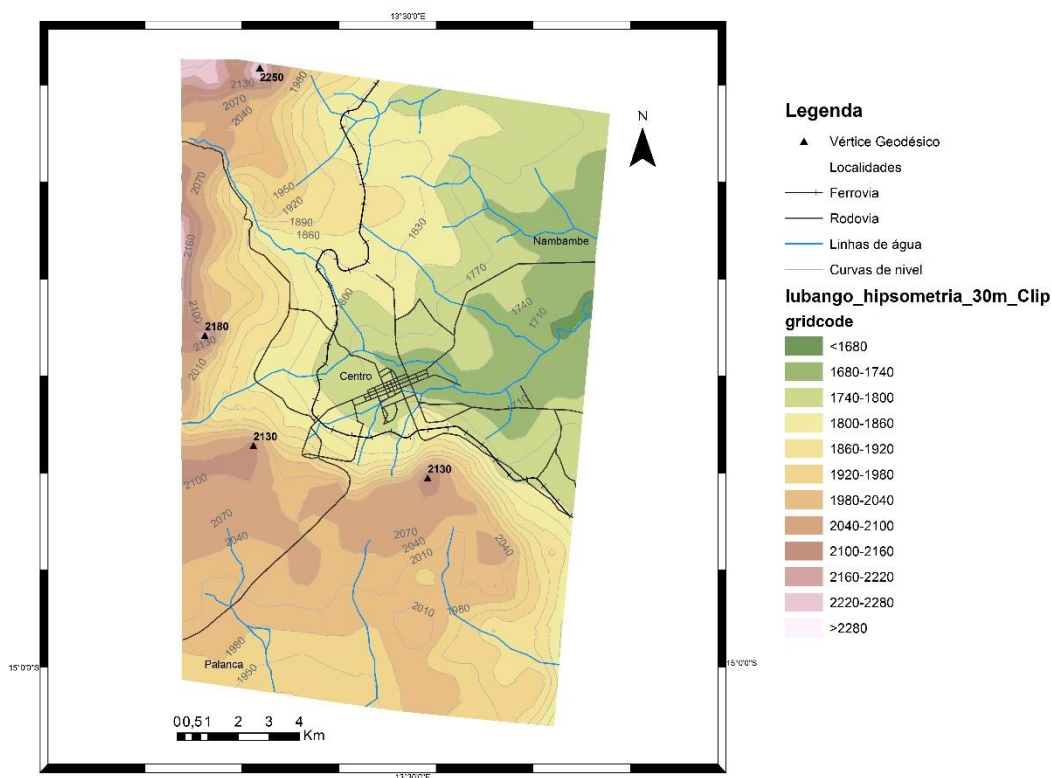 13°30'0"E
2250
1980
2130
2070
2040
2070
1950
1920
1890
1860
1830
2160
Nambambe
1770
1800
1740
1710
2100
2180
2130
2010
Centro
1710
2130
2130
2100
2070
2040
2070
2040
2010
2040
2010
1980
1980
1950
Palanca
15°0'0"S
15°0'0"S
0 0,5 1 2 3 4
Km
13°30'0"E
N
Legenda
Vértice Geodésico
Localidades
Ferrovia
Rodovia
Linhas de água
Curvas de nivel
lubango_hipsometria_30m_Clip
gridcode
<1680
1680-1740
1740-1800
1800-1860
1860-1920
1920-1980
1980-2040
2040-2100
2100-2160
2160-2220
2220-2280
>2280